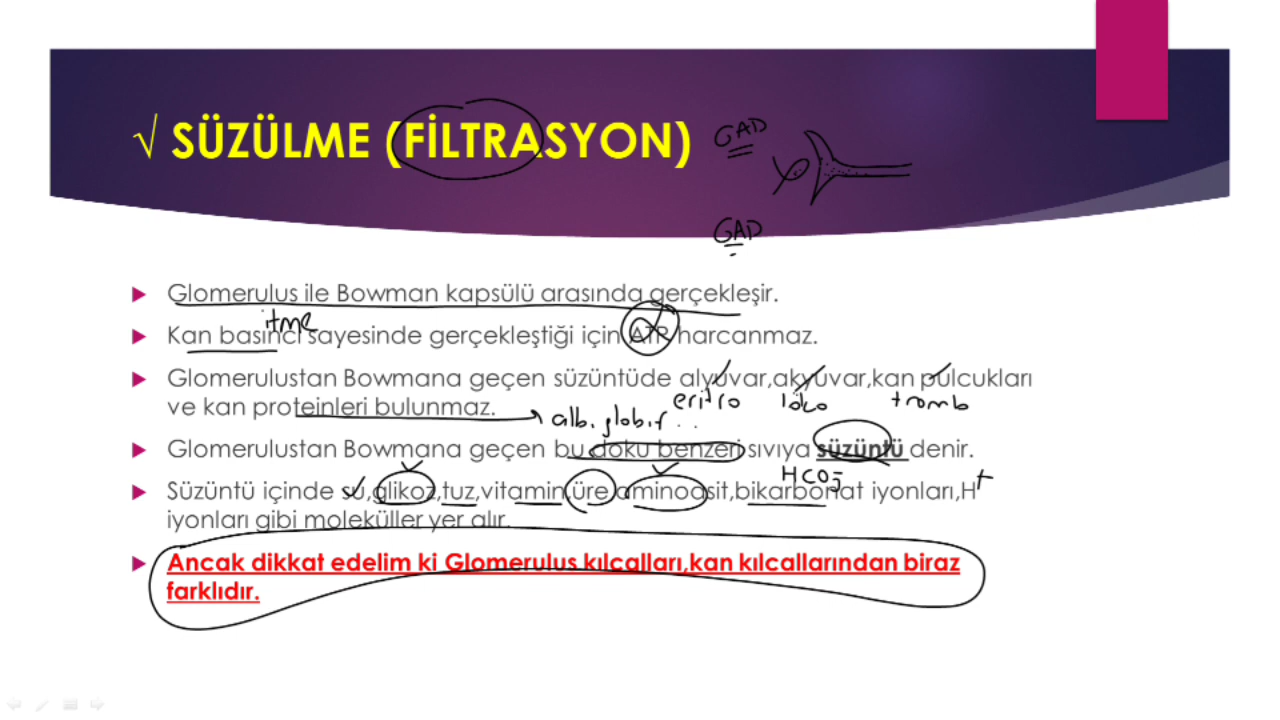 √ SÜZÜLME (FİLTRASYON)
GAD
GAD
Glomerulus ile Bowman kapsülü arasında gerçekleşir.
itme
Kan basıncı sayesinde gerçekleştiği için ATP harcanmaz.
Glomerulustan Bowmana geçen süzüntüde alyuvar,akyuvar,kan pulcukları
ve kan proteinleri bulunmaz.
alb. glob.
eritro löko tromb
Glomerulustan Bowmana geçen bu doku benzeri sıvıya süzüntü denir.
HCO3 +
Süzüntü içinde su,glikoz,tuz,vitamin,üre,aminoasit,bikarbonat iyonları,H
iyonları gibi moleküller yer alır.
Ancak dikkat edelim ki Glomerulus kılcalları,kan kılcallarından biraz
farklıdır.